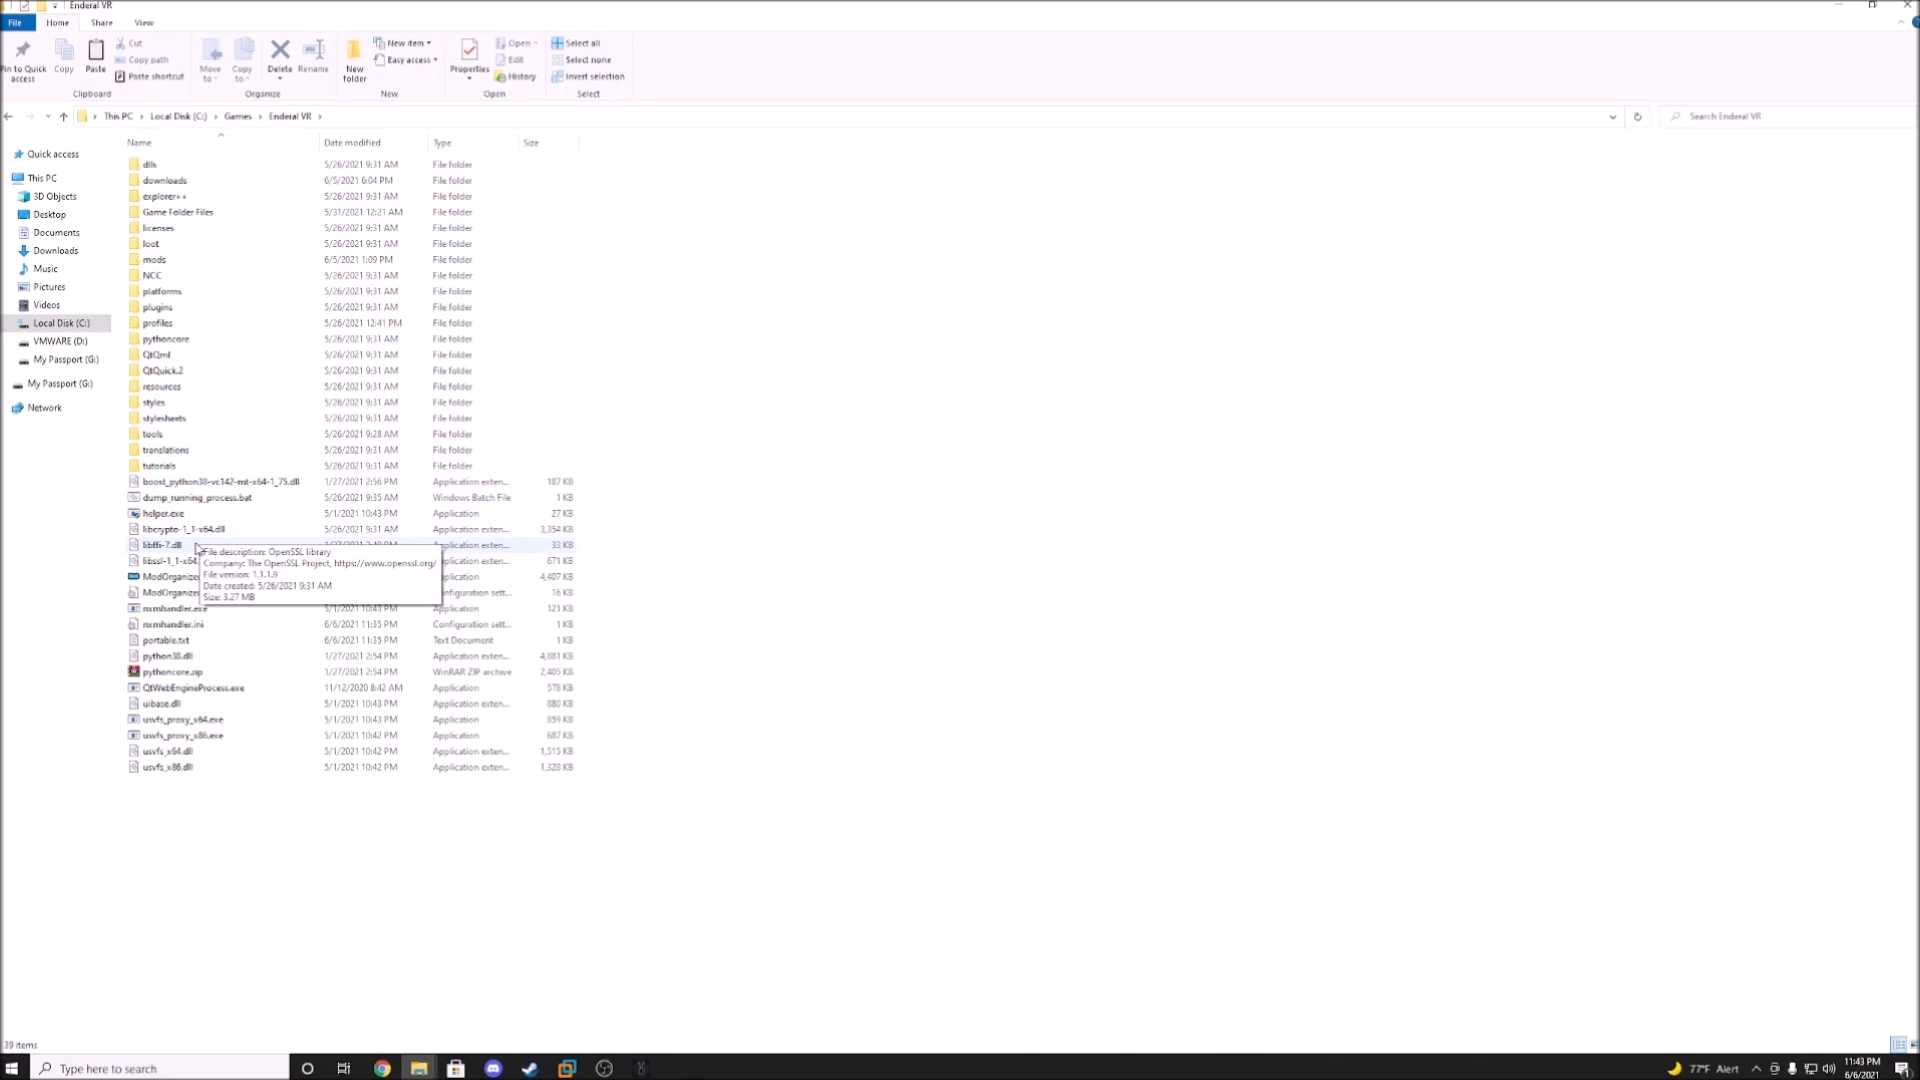 Enderal VR
File Home Share View
Pin to Quick access
Copy
Paste
Cut
Copy path
Paste shortcut
Move to
Copy to
Delete
Rename
New folder
New item
Easy access
Properties
Open
Edit
History
Select all
Select none
Invert selection
Clipboard Organize New Open Select
This PC > Local Disk (C:) > Games > Enderal VR >
Search Enderal VR
Name Date modified Type Size
Quick access
This PC
3D Objects
Desktop
Documents
Downloads
Music
Pictures
Videos
Local Disk (C:)
VMWARE (D:)
My Passport (G:)
My Passport (G:)
Network
dlls 5/26/2021 9:31 AM File folder
downloads 6/5/2021 6:04 PM File folder
explorer++ 5/26/2021 9:31 AM File folder
Game Folder Files 5/31/2021 12:21 AM File folder
licenses 5/26/2021 9:31 AM File folder
loot 5/26/2021 9:31 AM File folder
mods 6/5/2021 1:09 PM File folder
NCC 5/26/2021 9:31 AM File folder
platforms 5/26/2021 9:31 AM File folder
plugins 5/26/2021 9:31 AM File folder
profiles 5/26/2021 12:41 PM File folder
pythoncore 5/26/2021 9:31 AM File folder
QtQml 5/26/2021 9:31 AM File folder
QtQuick.2 5/26/2021 9:31 AM File folder
resources 5/26/2021 9:31 AM File folder
styles 5/26/2021 9:31 AM File folder
stylesheets 5/26/2021 9:31 AM File folder
tools 5/26/2021 9:28 AM File folder
translations 5/26/2021 9:31 AM File folder
tutorials 5/26/2021 9:31 AM File folder
boost_python38-vc142-mt-x64-1_75.dll 1/27/2021 2:56 PM Application exten... 187 KB
dump_running_process.bat 5/26/2021 9:35 AM Windows Batch File 1 KB
helper.exe 5/1/2021 10:43 PM Application 27 KB
libcrypto-1_1-x64.dll 5/26/2021 9:31 AM Application exten... 3,354 KB
libffi-7.dll 33 KB
libssl-1_1-x64. 671 KB
ModOrganize 4,407 KB
ModOrganize 16 KB
File description: OpenSSL library
Company: The OpenSSL Project, https://www.openssl.org/
File version: 1.1.1.9
Date created: 5/26/2021 9:31 AM
Size: 3.27 MB
nxmhandler.exe 5/1/2021 10:43 PM Application 121 KB
nxmhandler.ini 6/6/2021 11:35 PM Configuration sett... 1 KB
portable.txt 6/6/2021 11:35 PM Text Document 1 KB
python38.dll 1/27/2021 2:54 PM Application exten... 4,081 KB
pythoncore.zip 1/27/2021 2:54 PM WinRAR ZIP archive 2,405 KB
QtWebEngineProcess.exe 11/12/2020 8:42 AM Application 578 KB
uibase.dll 5/1/2021 10:43 PM Application exten... 880 KB
usvfs_proxy_x64.exe 5/1/2021 10:43 PM Application 859 KB
usvfs_proxy_x86.exe 5/1/2021 10:42 PM Application 687 KB
usvfs_x64.dll 5/1/2021 10:42 PM Application exten... 1,515 KB
usvfs_x86.dll 5/1/2021 10:42 PM Application exten... 1,328 KB
39 items
Type here to search
77°F Alert
11:43 PM
6/6/2021